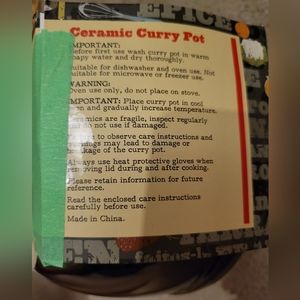 EPICE
Ceramic Curry Pot
IMPORTANT:
Before first use wash curry pot in warm
soapy water and dry thoroughly.
Suitable for dishwasher and oven use. Not
suitable for microwave or freezer use.
WARNING:
Oven use only, do not place on stove.
IMPORTANT: Place curry pot in cool
oven and gradually increase temperature.
Ceramics are fragile, inspect regularly
and do not use if damaged.
to observe care instructions and
may lead to damage or
of the curry pot.
Always use heat protective gloves when
removing lid during and after cooking.
Please retain information for future
reference.
Read the enclosed care instructions
carefully before use.
Made in China.